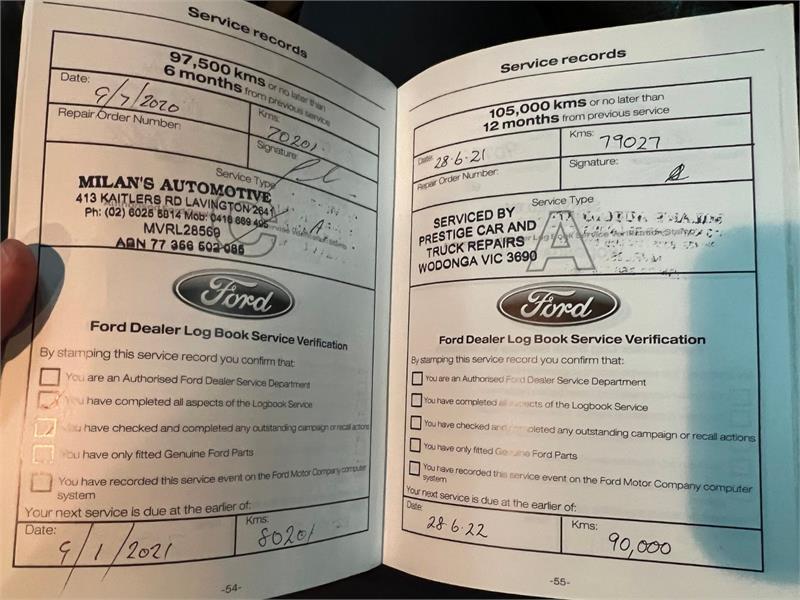 Service records
97,500 kms or no later than
6 months from previous service
Date:
9/7/2020
Kms:
70201
Repair Order Number:
Signature:
Service Type
MILAN'S AUTOMOTIVE
413 KAITLERS RD LAVINGTON 2641
Ph: (02) 6025 5814 Mob: 0418 669 495
MVRL28569
ABN 77 366 602 085
C
A
Ford
Ford Dealer Log Book Service Verification
By stamping this service record you confirm that:
You are an Authorised Ford Dealer Service Department
You have completed all aspects of the Logbook Service
You have checked and completed any outstanding campaign or recall actions
You have only fitted Genuine Ford Parts
You have recorded this service event on the Ford Motor Company computer
system
Your next service is due at the earlier of:
Date:
9/1/2021
Kms:
80201
-54-
Service records
105,000 kms or no later than
12 months from previous service
Date:
28.6.21
Kms:
79027
Repair Order Number:
Signature:
Service Type
SERVICED BY
PRESTIGE CAR AND
TRUCK REPAIRS
WODONGA VIC 3690
A
Ford
Ford Dealer Log Book Service Verification
By stamping this service record you confirm that:
You are an Authorised Ford Dealer Service Department
You have completed all aspects of the Logbook Service
You have checked and completed any outstanding campaign or recall actions
You have only fitted Genuine Ford Parts
You have recorded this service event on the Ford Motor Company computer
system
Your next service is due at the earlier of:
Date:
28.6.22
Kms:
90,000
-55-